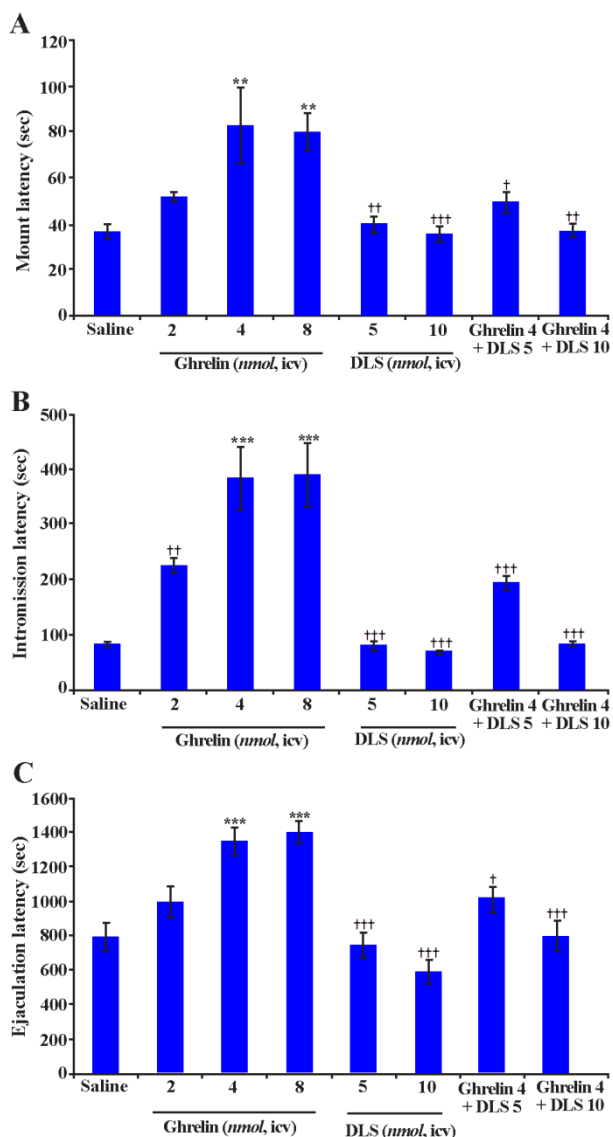 A
Mount latency (sec)
120
100
80
60
40
20
0
**
**
††
†††
†
††
Saline
2
4
8
5
10
Ghrelin 4
+ DLS 5
Ghrelin 4
+ DLS 10
Ghrelin (nmol, icv)
DLS (nmol, icv)
B
Intromission latency (sec)
500
400
300
200
100
0
††
***
***
†††
†††
†††
†††
Saline
2
4
8
5
10
Ghrelin 4
+ DLS 5
Ghrelin 4
+ DLS 10
Ghrelin (nmol, icv)
DLS (nmol, icv)
C
Ejaculation latency (sec)
1600
1400
1200
1000
800
600
400
200
0
***
***
†††
†††
†
†††
Saline
2
4
8
5
10
Ghrelin 4
+ DLS 5
Ghrelin 4
+ DLS 10
Ghrelin (nmol, icv)
DLS (nmol, icv)